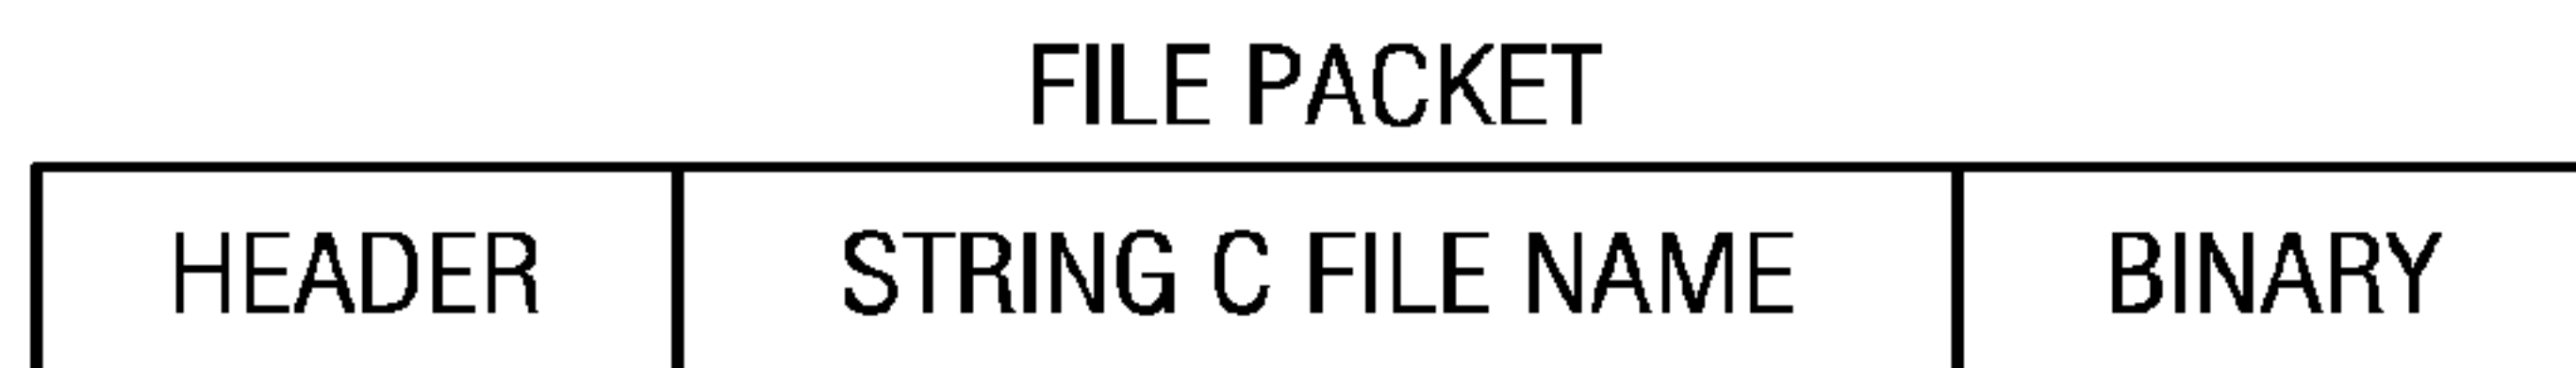 FILE PACKET
HEADER STRING C FILE NAME BINARY